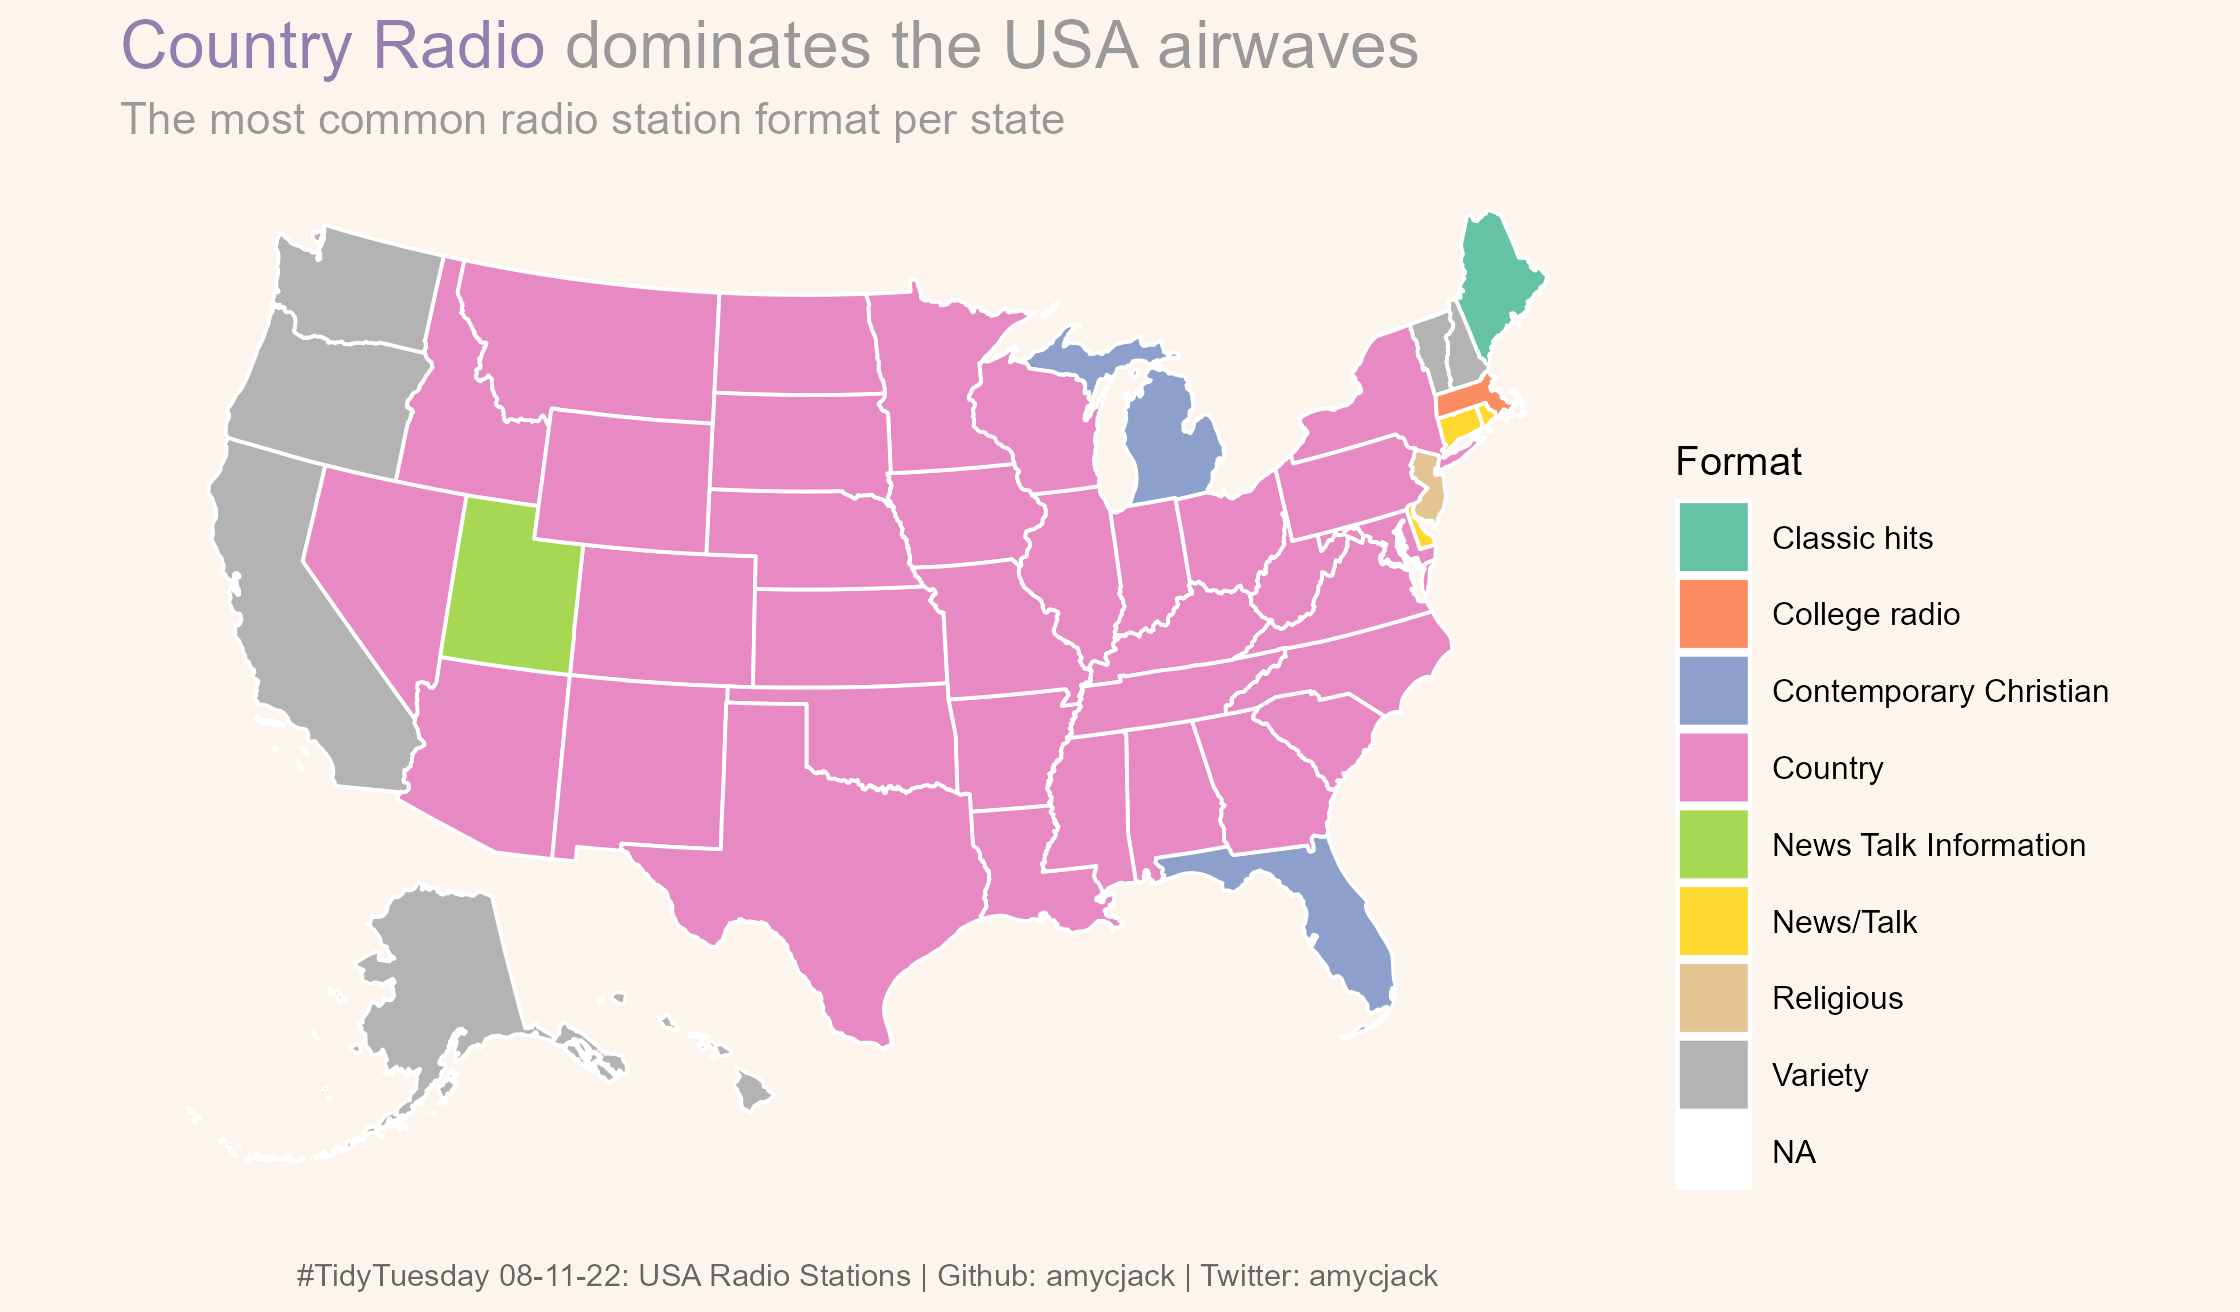 Country Radio dominates the USA airwaves
The most common radio station format per state
Format
Classic hits
College radio
Contemporary Christian
Country
News Talk Information
News/Talk
Religious
Variety
NA
#TidyTuesday 08-11-22: USA Radio Stations | Github: amycjack | Twitter: amycjack